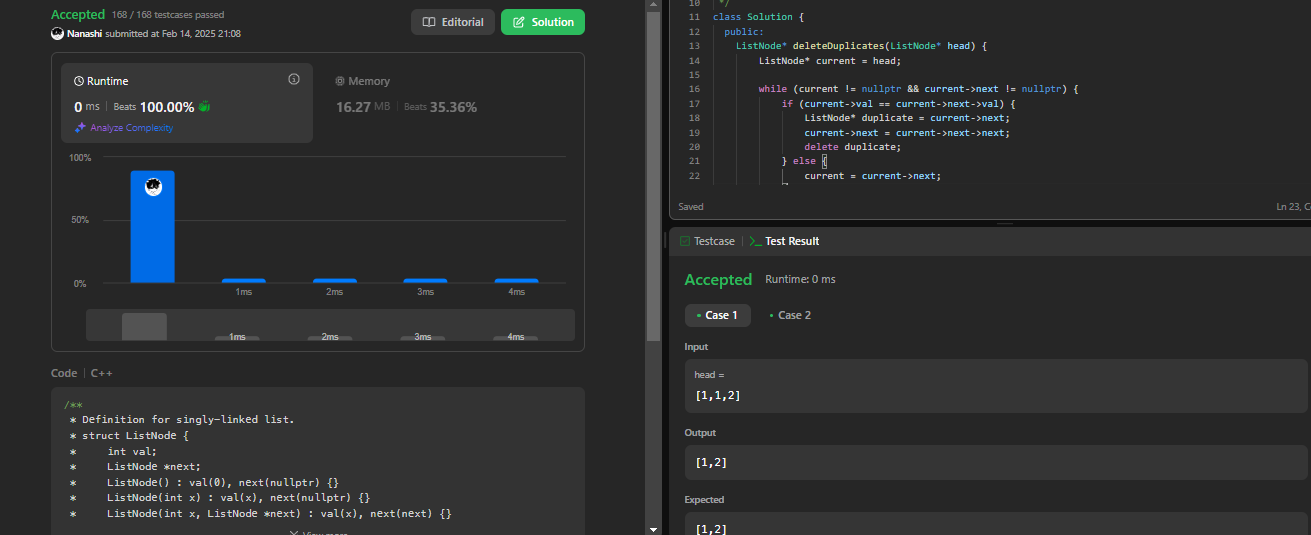 Accepted 168 / 168 testcases passed
Nanashi submitted at Feb 14, 2025 21:08
Editorial
Solution
Runtime
0 ms | Beats 100.00%
Analyze Complexity
Memory
16.27 MB | Beats 35.36%
100%
50%
0%
1ms 2ms 3ms 4ms
1ms 2ms 3ms 4ms
Code | C++
/**
 * Definition for singly-linked list.
 * struct ListNode {
 *     int val;
 *     ListNode *next;
 *     ListNode() : val(0), next(nullptr) {}
 *     ListNode(int x) : val(x), next(nullptr) {}
 *     ListNode(int x, ListNode *next) : val(x), next(next) {}
View more
10  */
11 class Solution {
12   public:
13     ListNode* deleteDuplicates(ListNode* head) {
14         ListNode* current = head;
15
16         while (current != nullptr && current->next != nullptr) {
17             if (current->val == current->next->val) {
18                 ListNode* duplicate = current->next;
19                 current->next = current->next->next;
20                 delete duplicate;
21             } else {
22                 current = current->next;
Saved
Ln 23,
Testcase | >_ Test Result
Accepted Runtime: 0 ms
• Case 1 • Case 2
Input
head =
[1,1,2]
Output
[1,2]
Expected
[1,2]